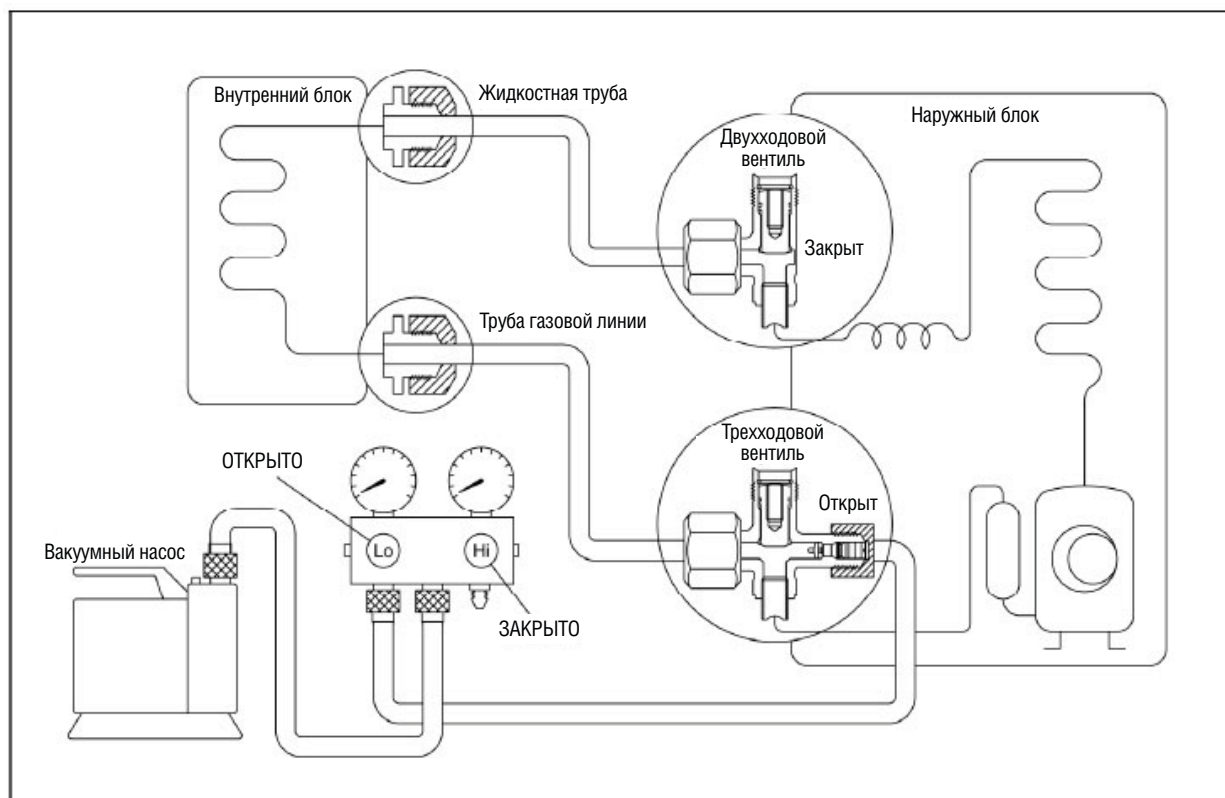 Внутренний блок
Жидкостная труба
Наружный блок
Двухходовой
вентиль
Закрыт
Труба газовой линии
Трехходовой
вентиль
Открыт
ОТКРЫТО
Вакуумный насос
Lo
Hi
ЗАКРЫТО